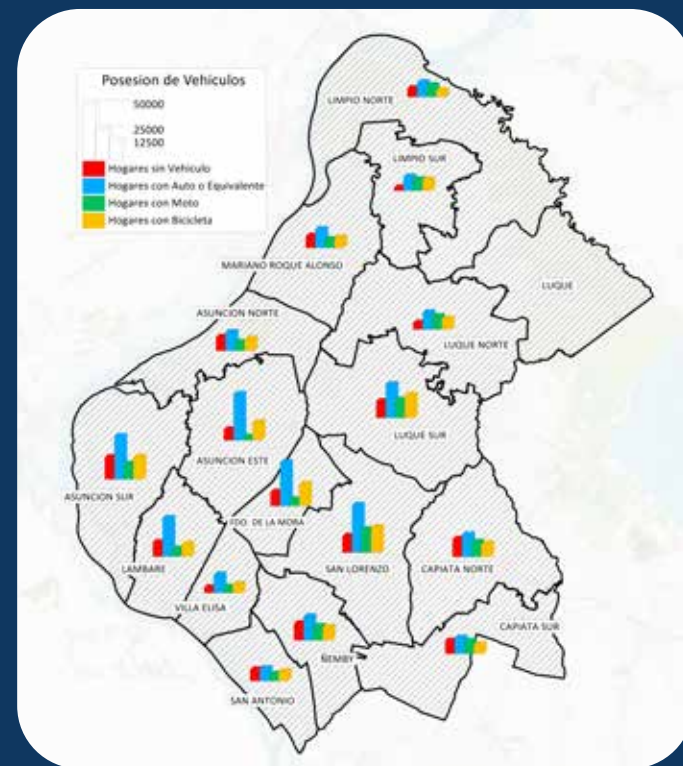 Posesion de Vehiculos
50000
25000
12500
Hogares sin Vehiculo
Hogares con Auto o Equivalente
Hogares con Moto
Hogares con Bicicleta
LIMPIO NORTE
LIMPIO SUR
MARIANO ROQUE ALONSO
LUQUE
ASUNCION NORTE
LUQUE NORTE
LUQUE SUR
ASUNCION ESTE
ASUNCION SUR
FDO. DE LA MORA
LAMBARE
SAN LORENZO
CAPIATA NORTE
VILLA ELISA
CAPIATA SUR
ÑEMBY
SAN ANTONIO